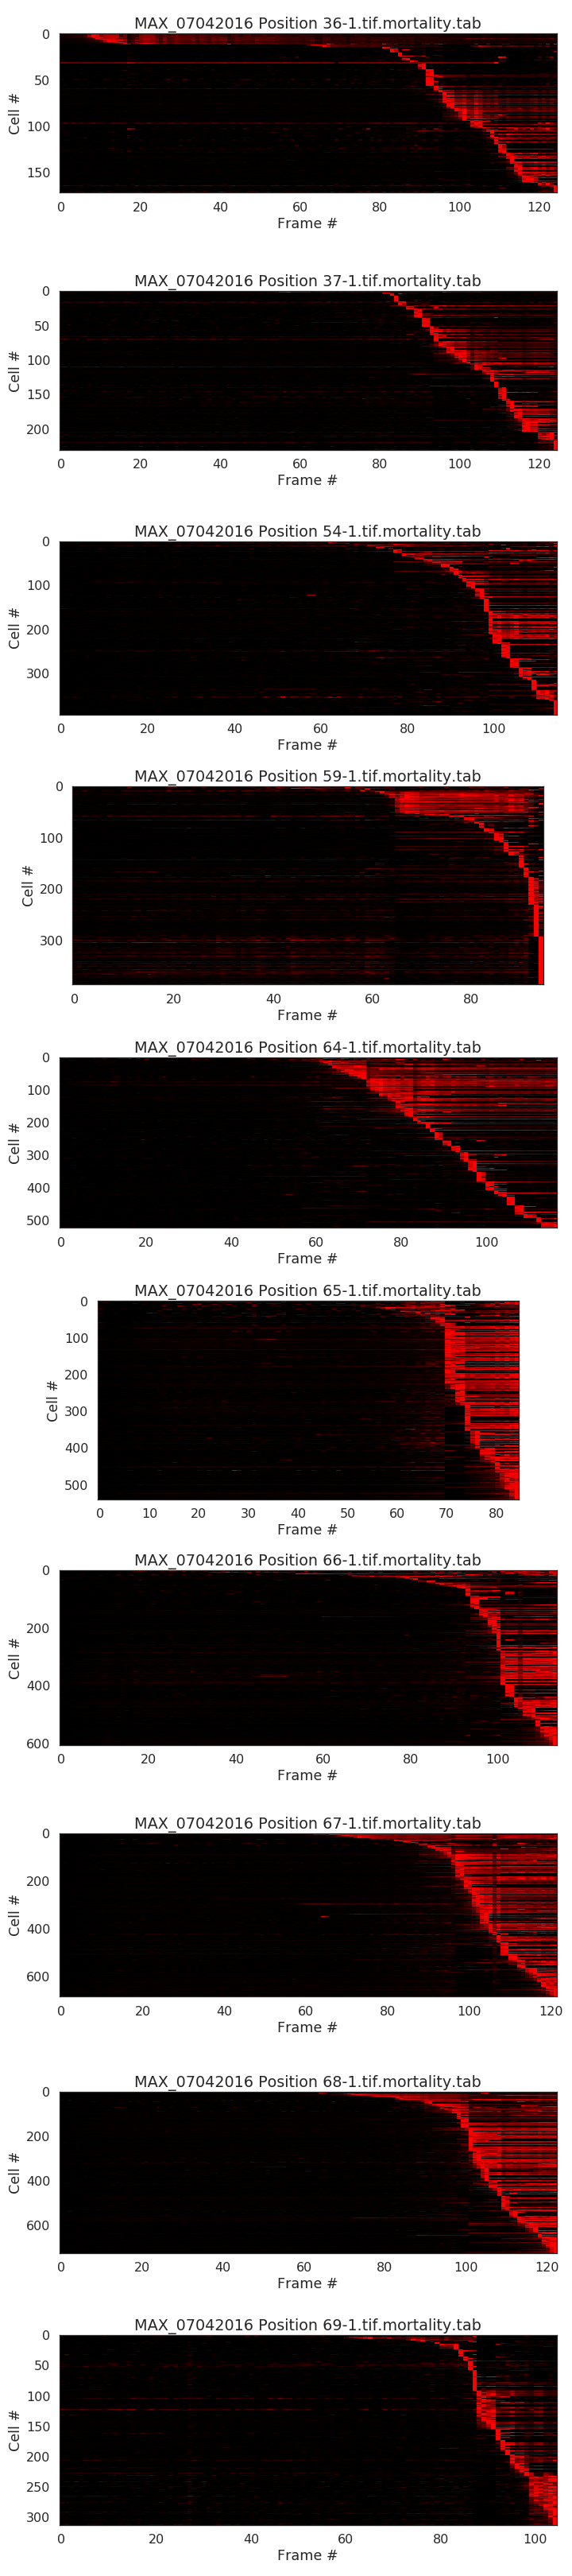 MAX_07042016 Position 36-1.tif.mortality.tab
0
50
100
150
Cell #
0 20 40 60 80 100 120
Frame #
MAX_07042016 Position 37-1.tif.mortality.tab
0
50
100
150
200
Cell #
0 20 40 60 80 100 120
Frame #
MAX_07042016 Position 54-1.tif.mortality.tab
0
100
200
300
Cell #
0 20 40 60 80 100
Frame #
MAX_07042016 Position 59-1.tif.mortality.tab
0
100
200
300
Cell #
0 20 40 60 80
Frame #
MAX_07042016 Position 64-1.tif.mortality.tab
0
100
200
300
400
500
Cell #
0 20 40 60 80 100
Frame #
MAX_07042016 Position 65-1.tif.mortality.tab
0
100
200
300
400
500
Cell #
0 10 20 30 40 50 60 70 80
Frame #
MAX_07042016 Position 66-1.tif.mortality.tab
0
200
400
600
Cell #
0 20 40 60 80 100
Frame #
MAX_07042016 Position 67-1.tif.mortality.tab
0
200
400
600
Cell #
0 20 40 60 80 100 120
Frame #
MAX_07042016 Position 68-1.tif.mortality.tab
0
200
400
600
Cell #
0 20 40 60 80 100 120
Frame #
MAX_07042016 Position 69-1.tif.mortality.tab
0
50
100
150
200
250
300
Cell #
0 20 40 60 80 100
Frame #